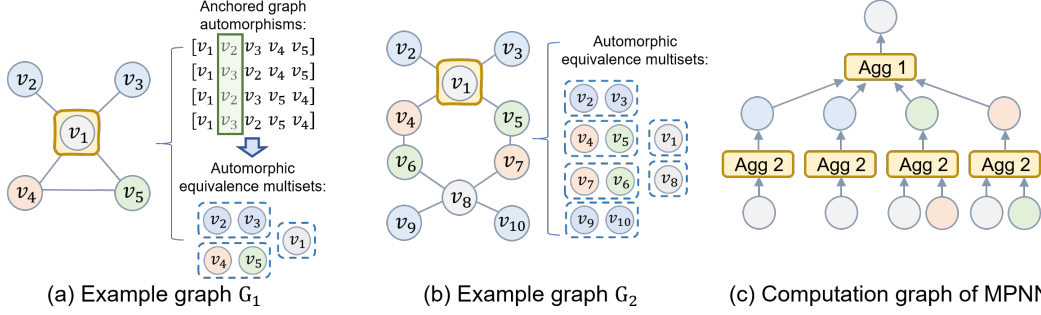 Anchored graph
automorphisms:
[v₁ v₂ v₃ v₄ v₅]
[v₁ v₃ v₂ v₄ v₅]
[v₁ v₂ v₃ v₅ v₄]
[v₁ v₃ v₂ v₅ v₄]
v₂ v₃
v₁
v₄ v₅
Automorphic
equivalence multisets:
v₂ v₃
v₁
v₄ v₅
(a) Example graph G₁
v₂ v₃
v₁
v₄ v₅
v₆ v₇
v₈
v₉ v₁₀
Automorphic
equivalence multisets:
v₂ v₃
v₄ v₅ v₁
v₇ v₆ v₈
v₉ v₁₀
(b) Example graph G₂
Agg 1
Agg 2 Agg 2 Agg 2 Agg 2
(c) Computation graph of MPNN